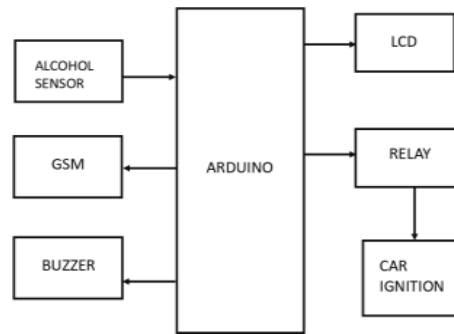 ALCOHOL
SENSOR
GSM
BUZZER
ARDUINO
LCD
RELAY
CAR
IGNITION